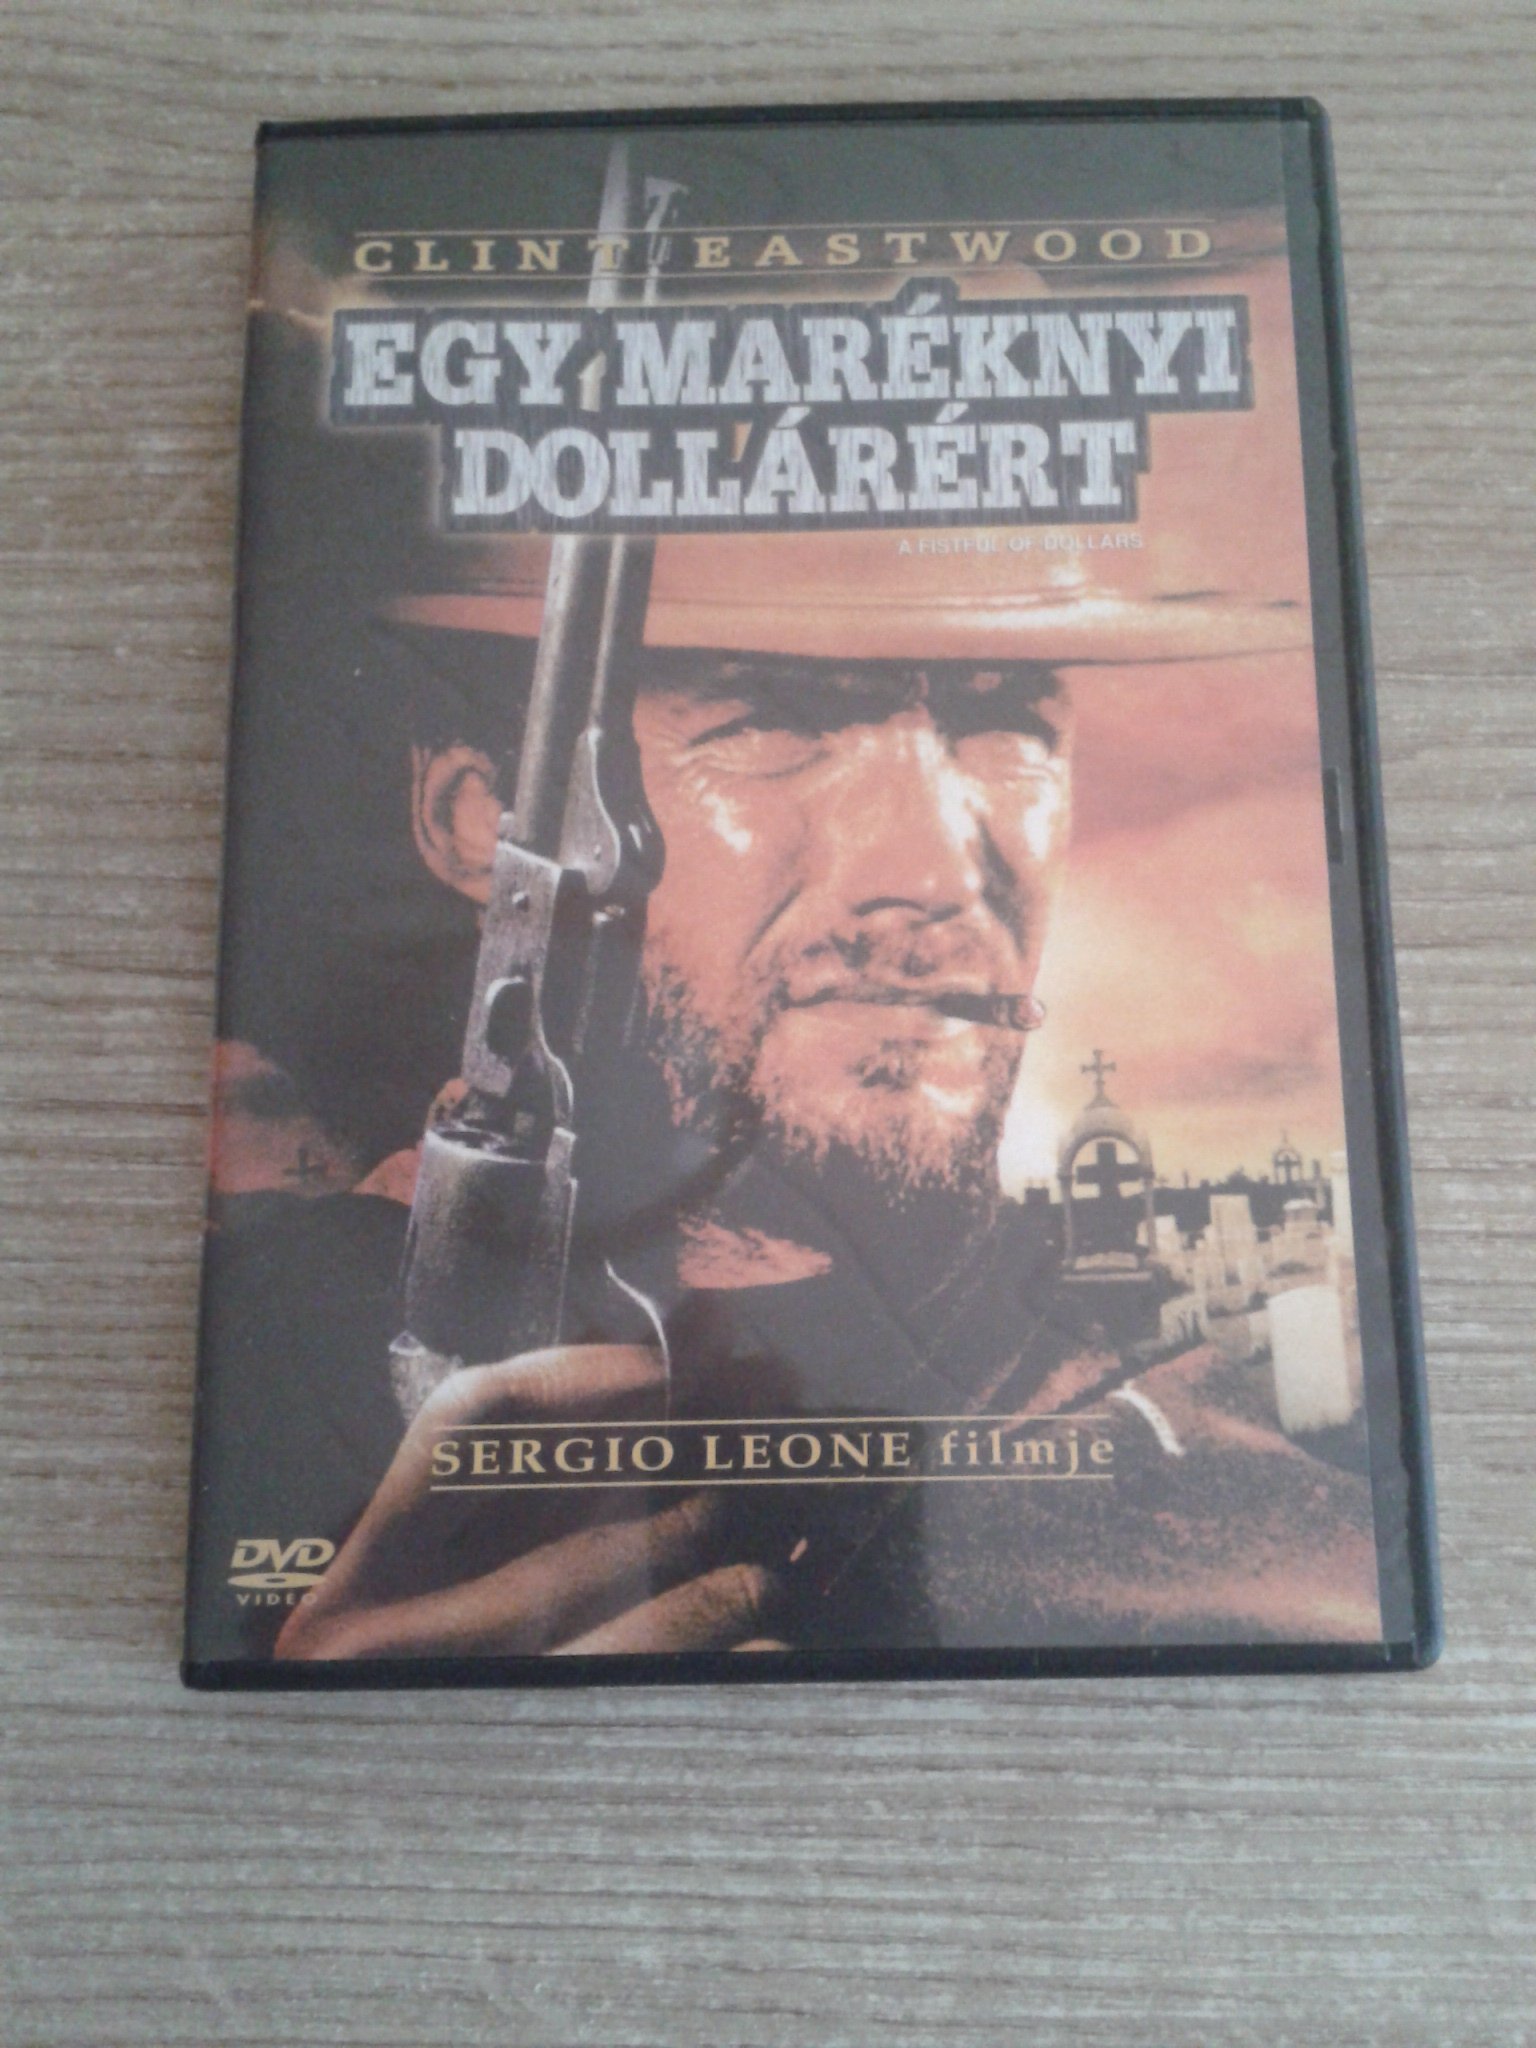 CLINT EASTWOOD
EGY MARÉKNYI
DOLLÁRÉRT
A FISTFUL OF DOLLARS
SERGIO LEONE filmje
DVD
VIDEO